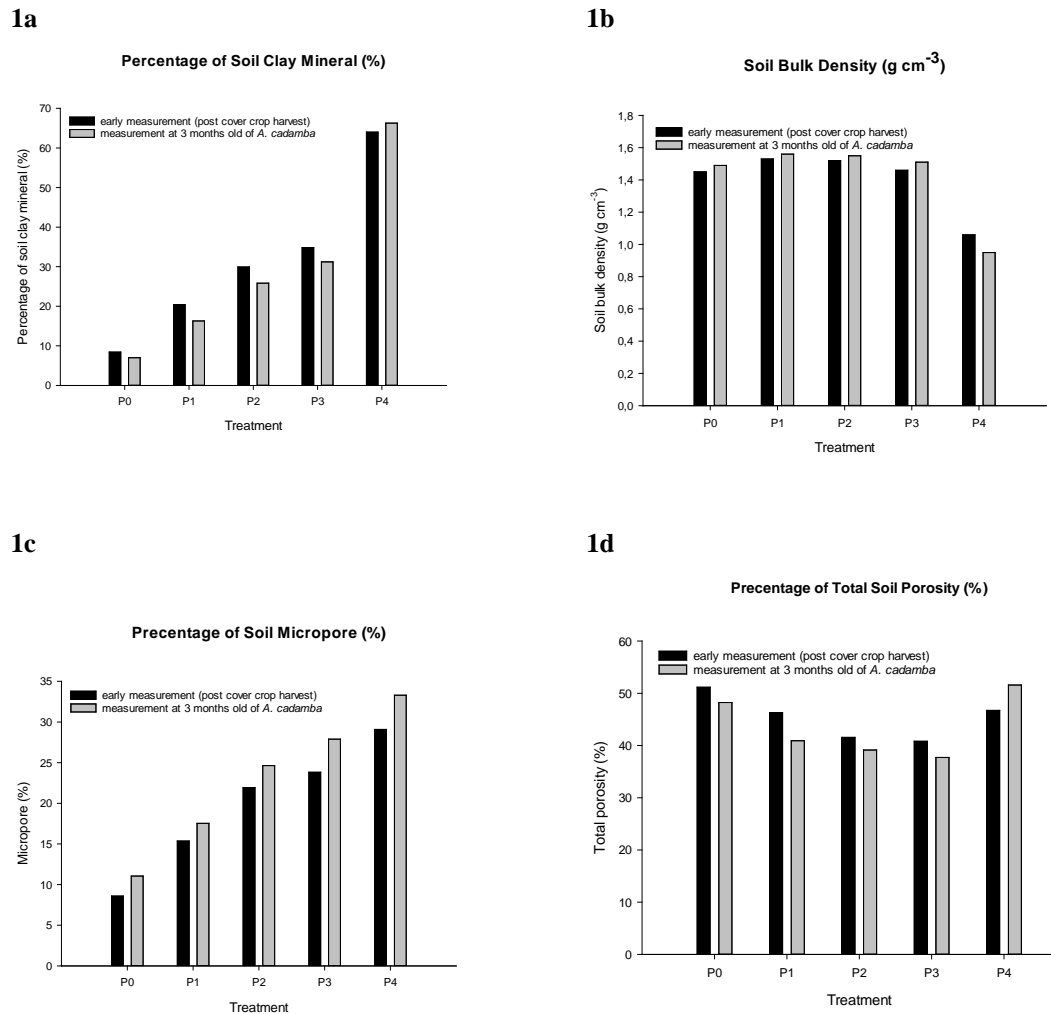 1a
Percentage of Soil Clay Mineral (%)
early measurement (post cover crop harvest)
measurement at 3 months old of A. cadamba
Percentage of soil clay mineral (%)
70
60
50
40
30
20
10
0
P0 P1 P2 P3 P4
Treatment
1b
Soil Bulk Density (g cm-3)
early measurement (post cover crop harvest)
measurement at 3 months old of A. cadamba
Soil bulk density (g cm-3)
1,8
1,6
1,4
1,2
1,0
0,8
0,6
0,4
0,2
0,0
P0 P1 P2 P3 P4
Treatment
1c
Precentage of Soil Micropore (%)
early measurement (post cover crop harvest)
measurement at 3 months old of A. cadamba
Micropore (%)
35
30
25
20
15
10
5
0
P0 P1 P2 P3 P4
Treatment
1d
Precentage of Total Soil Porosity (%)
early measurement (post cover crop harvest)
measurement at 3 months old of A. cadamba
Total porosity (%)
60
50
40
30
20
10
0
P0 P1 P2 P3 P4
Treatment